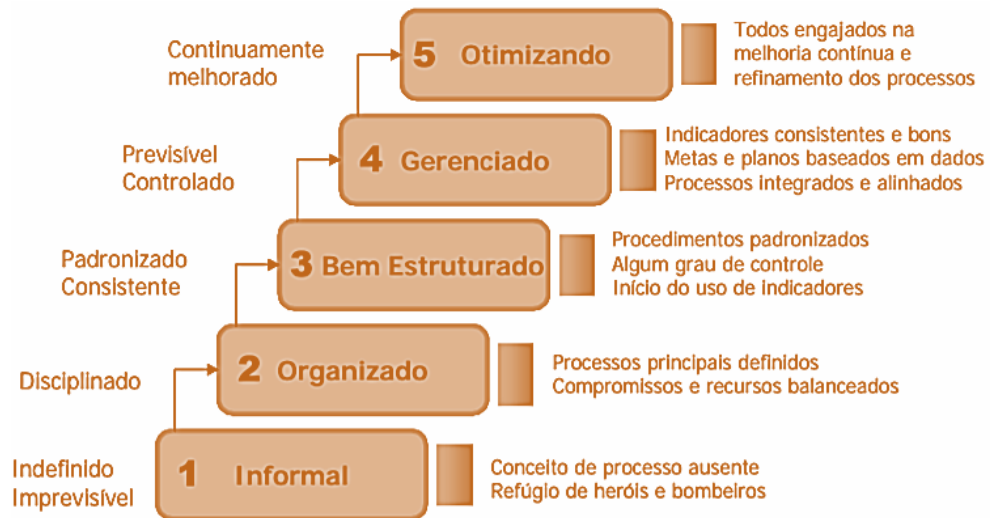 Continuamente
melhorado
5 Otimizando
Todos engajados na
melhoria contínua e
refinamento dos processos
Previsível
Controlado
4 Gerenciado
Indicadores consistentes e bons
Metas e planos baseados em dados
Processos integrados e alinhados
Padronizado
Consistente
3 Bem Estruturado
Procedimentos padronizados
Algum grau de controle
Início do uso de indicadores
Disciplinado
2 Organizado
Processos principais definidos
Compromissos e recursos balanceados
Indefinido
Imprevisível
1 Informal
Conceito de processo ausente
Refúgio de heróis e bombeiros